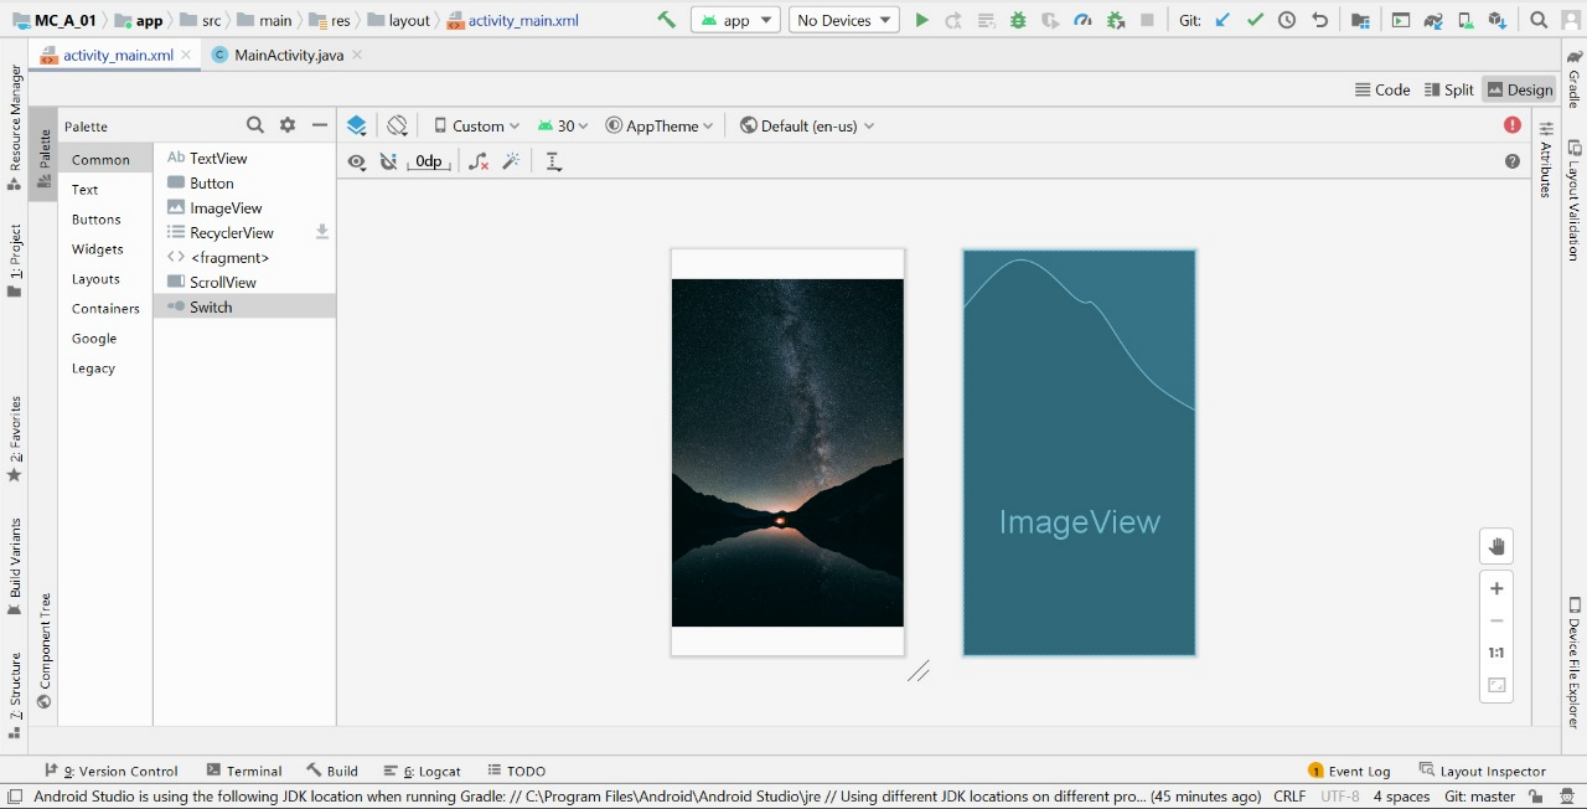 MC_A_01 app src main res layout activity_main.xml app No Devices Git:
activity_main.xml MainActivity.java
Code Split Design
Resource Manager
1: Project
2: Favorites
Build Variants
7: Structure
Palette
Component Tree
Palette
Common
Text
Buttons
Widgets
Layouts
Containers
Google
Legacy
Ab TextView
Button
ImageView
RecyclerView
<> <fragment>
ScrollView
Switch
Custom 30 AppTheme Default (en-us)
0dp
ImageView
1:1
Attributes
Gradle
Layout Validation
Device File Explorer
9: Version Control Terminal Build 6: Logcat TODO 1 Event Log Layout Inspector
Android Studio is using the following JDK location when running Gradle: // C:\Program Files\Android\Android Studio\jre // Using different JDK locations on different pro... (45 minutes ago) CRLF UTF-8 4 spaces Git: master